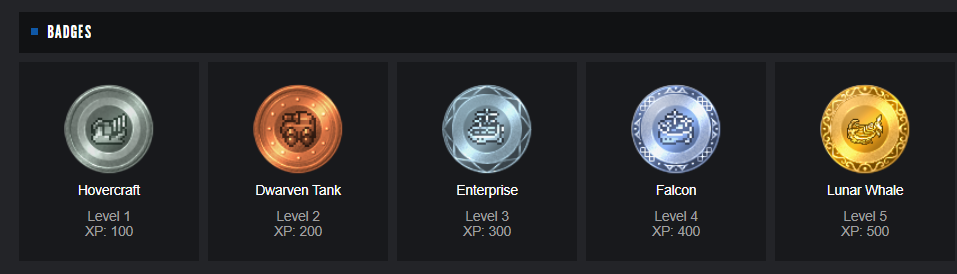 BADGES
Hovercraft
Level 1
XP: 100
Dwarven Tank
Level 2
XP: 200
Enterprise
Level 3
XP: 300
Falcon
Level 4
XP: 400
Lunar Whale
Level 5
XP: 500